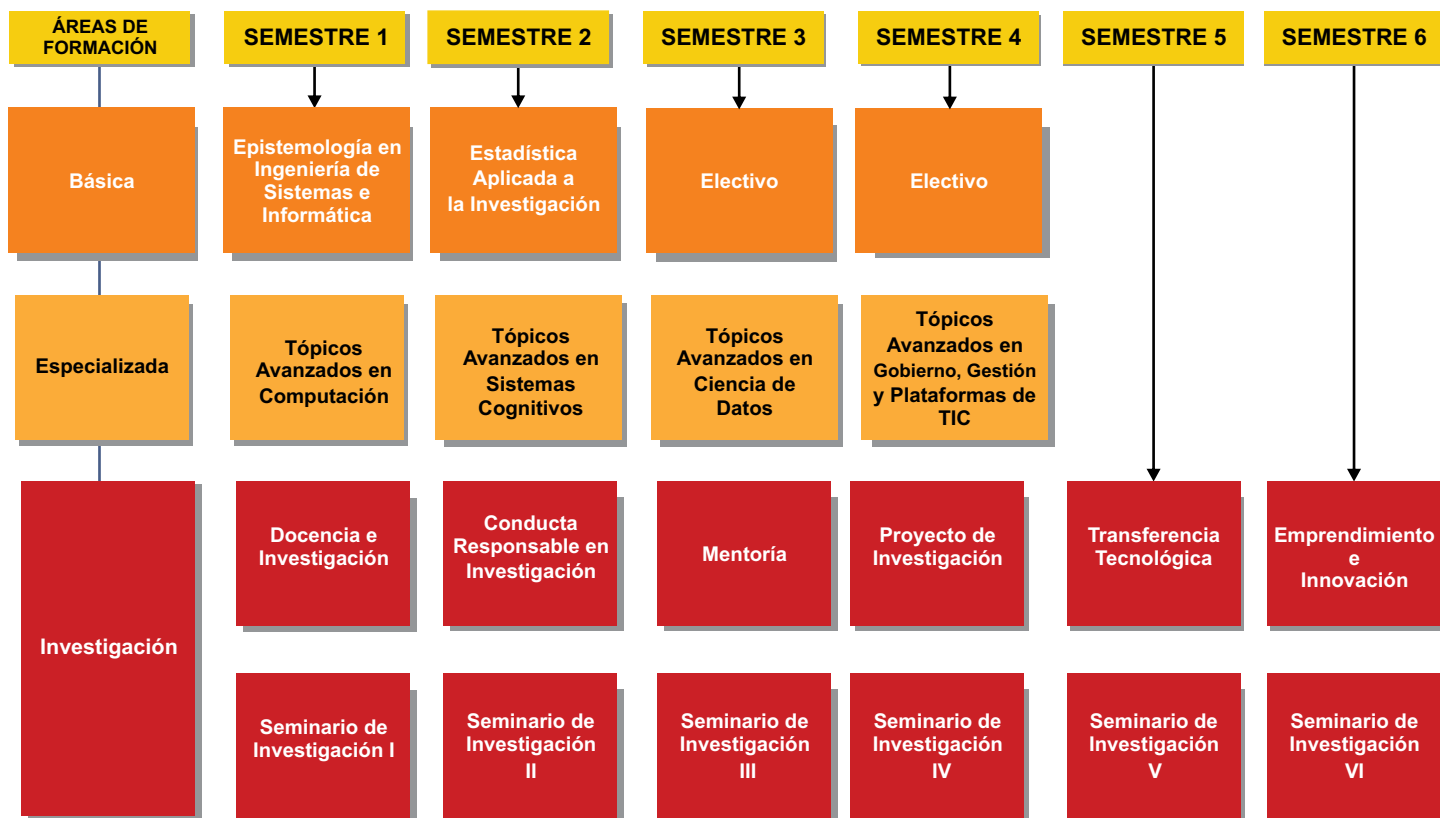 ÁREAS DE
FORMACIÓN
SEMESTRE 1
SEMESTRE 2
SEMESTRE 3
SEMESTRE 4
SEMESTRE 5
SEMESTRE 6
Básica
Epistemología en
Ingeniería de
Sistemas e
Informática
Estadística
Aplicada a
la Investigación
Electivo
Electivo
Especializada
Tópicos
Avanzados en
Computación
Tópicos
Avanzados en
Sistemas
Cognitivos
Tópicos
Avanzados en
Ciencia de
Datos
Tópicos
Avanzados en
Gobierno, Gestión
y Plataformas de
TIC
Investigación
Docencia e
Investigación
Conducta
Responsable en
Investigación
Mentoría
Proyecto de
Investigación
Transferencia
Tecnológica
Emprendimiento
e
Innovación
Seminario de
Investigación I
Seminario de
Investigación
II
Seminario de
Investigación
III
Seminario de
Investigación
IV
Seminario de
Investigación
V
Seminario de
Investigación
VI